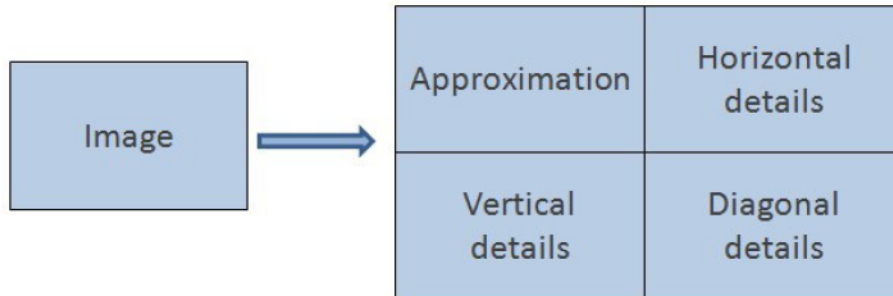 Image
Approximation
Horizontal
details
Vertical
details
Diagonal
details